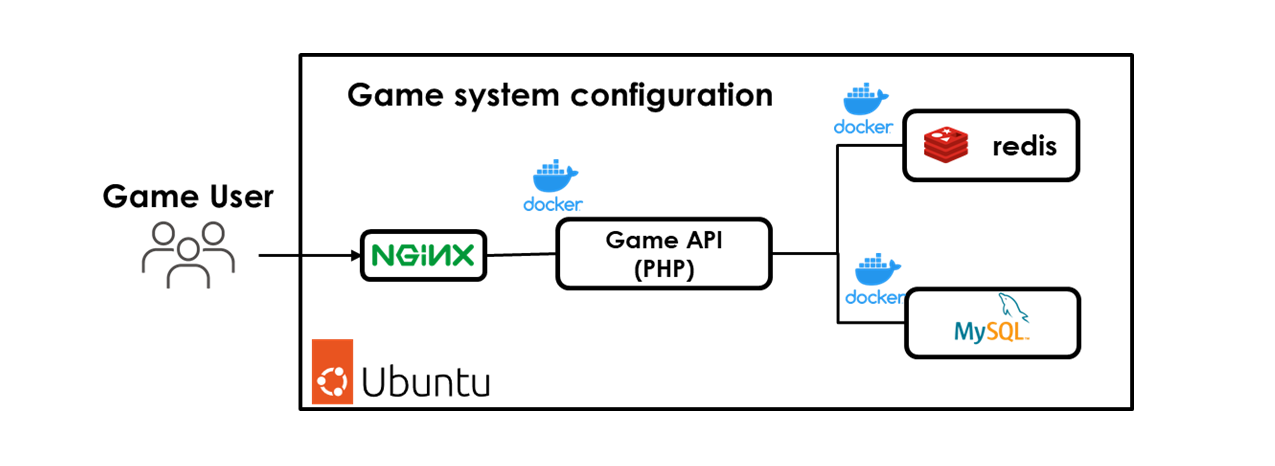 Game system configuration
docker
redis
Game User
docker
NGINX
Game API
(PHP)
docker
MySQL
Ubuntu